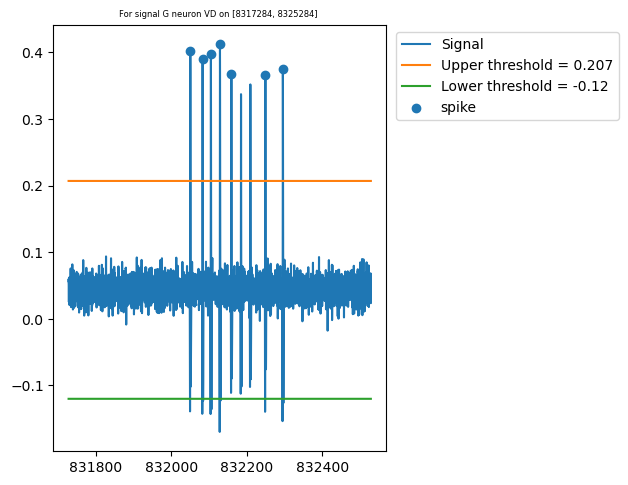 For signal G neuron VD on [8317284, 8325284]
Signal
Upper threshold = 0.207
Lower threshold = -0.12
spike
0.4
0.3
0.2
0.1
0.0
−0.1
831800 832000 832200 832400